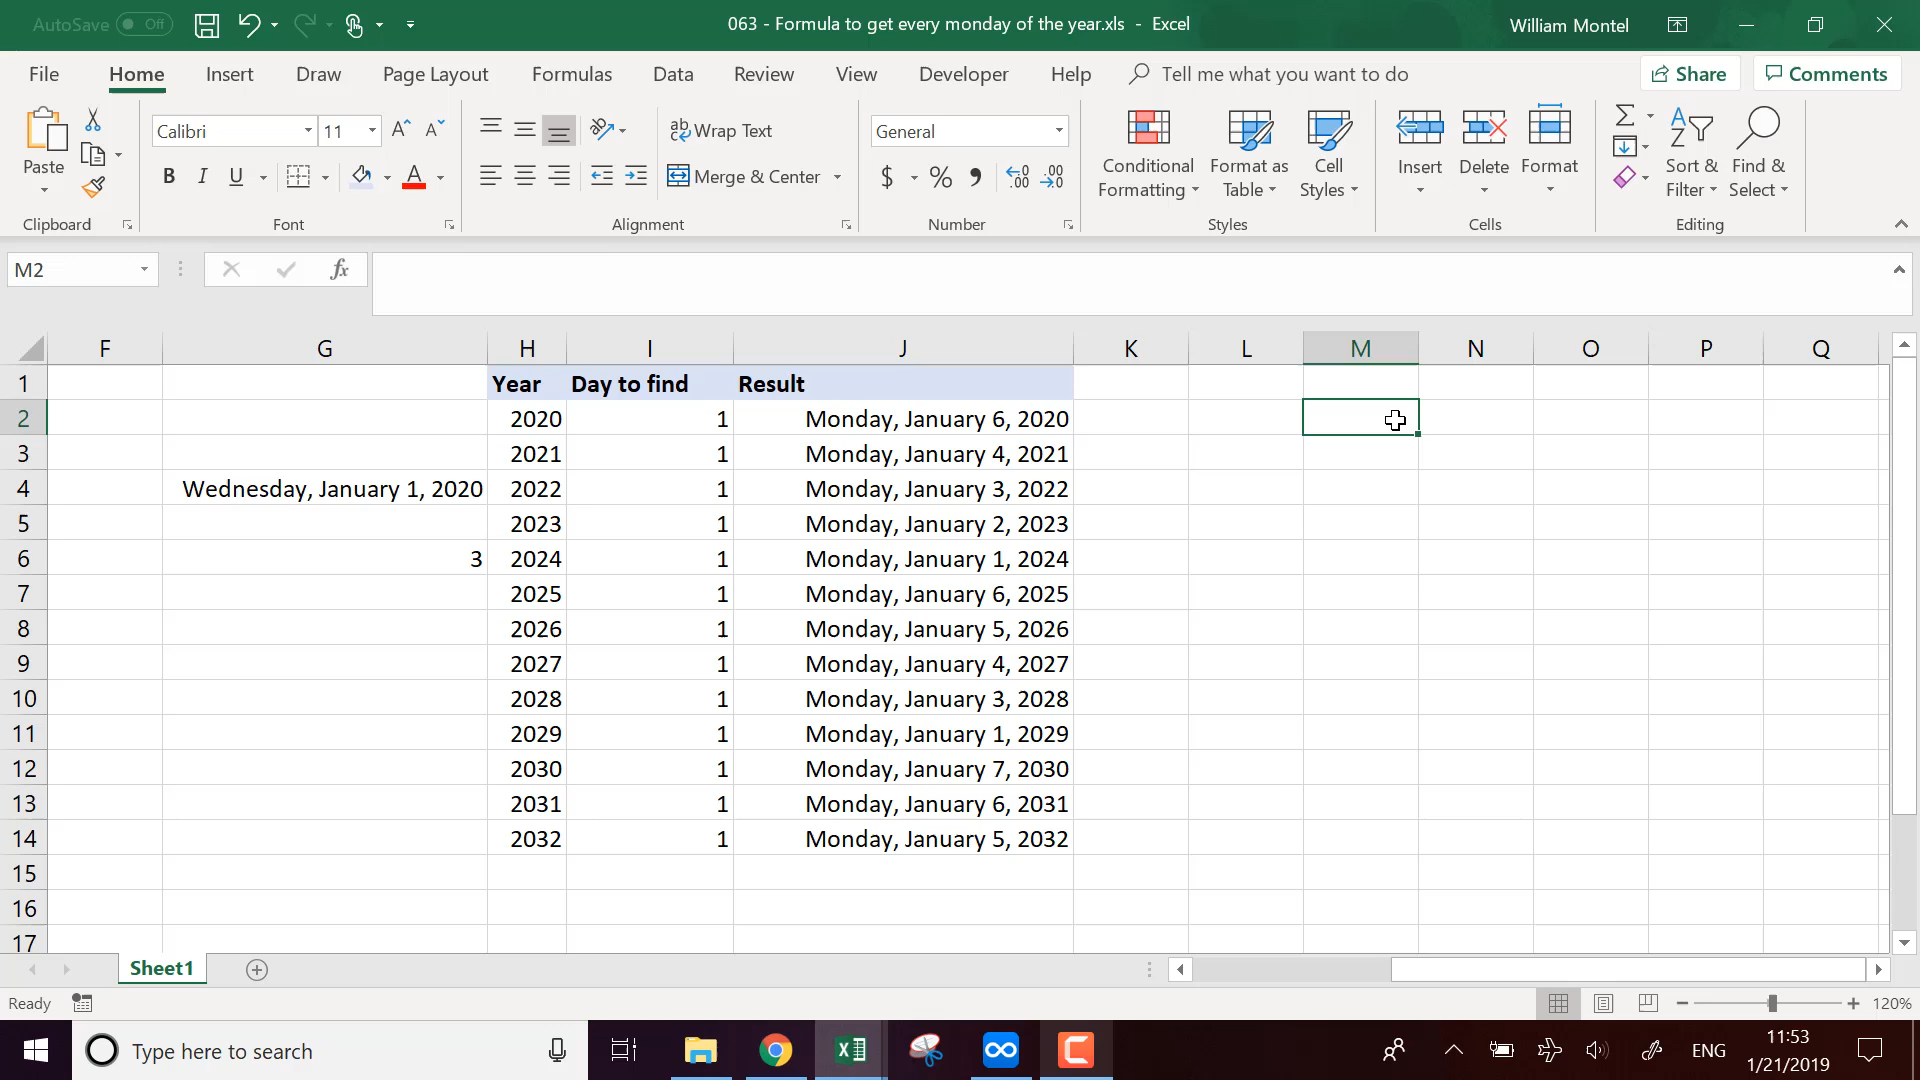 AutoSave Off
063 - Formula to get every monday of the year.xls - Excel
William Montel
File Home Insert Draw Page Layout Formulas Data Review View Developer Help Tell me what you want to do Share Comments
Paste
Clipboard
Calibri 11
B I U A
Font
ab Wrap Text
Merge & Center
Alignment
General
$ % , .00 .00
Number
Conditional Formatting
Format as Table
Cell Styles
Styles
Insert Delete Format
Cells
Sort & Filter
Find & Select
Editing
M2 fx
F G H I J K L M N O P Q
1 Year Day to find Result
2 2020 1 Monday, January 6, 2020
3 2021 1 Monday, January 4, 2021
4 Wednesday, January 1, 2020 2022 1 Monday, January 3, 2022
5 2023 1 Monday, January 2, 2023
6 3 2024 1 Monday, January 1, 2024
7 2025 1 Monday, January 6, 2025
8 2026 1 Monday, January 5, 2026
9 2027 1 Monday, January 4, 2027
10 2028 1 Monday, January 3, 2028
11 2029 1 Monday, January 1, 2029
12 2030 1 Monday, January 7, 2030
13 2031 1 Monday, January 6, 2031
14 2032 1 Monday, January 5, 2032
15
16
17
Sheet1
Ready 120%
Type here to search
ENG
11:53
1/21/2019